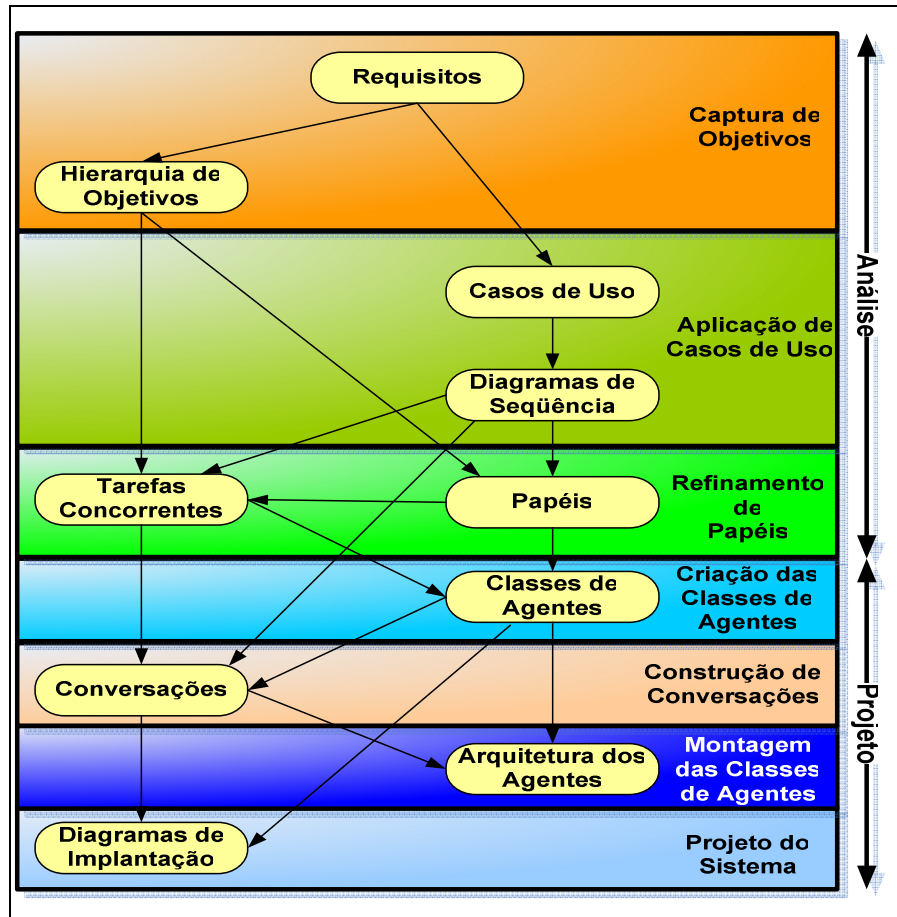 Requisitos
Captura de
Objetivos
Hierarquia de
Objetivos
Análise
Casos de Uso
Aplicação de
Casos de Uso
Diagramas de
Seqüência
Tarefas
Concorrentes
Papéis
Refinamento
de
Papéis
Classes de
Agentes
Criação das
Classes de
Agentes
Projeto
Conversações
Construção de
Conversações
Arquitetura dos
Agentes
Montagem
das Classes
de Agentes
Diagramas de
Implantação
Projeto do
Sistema